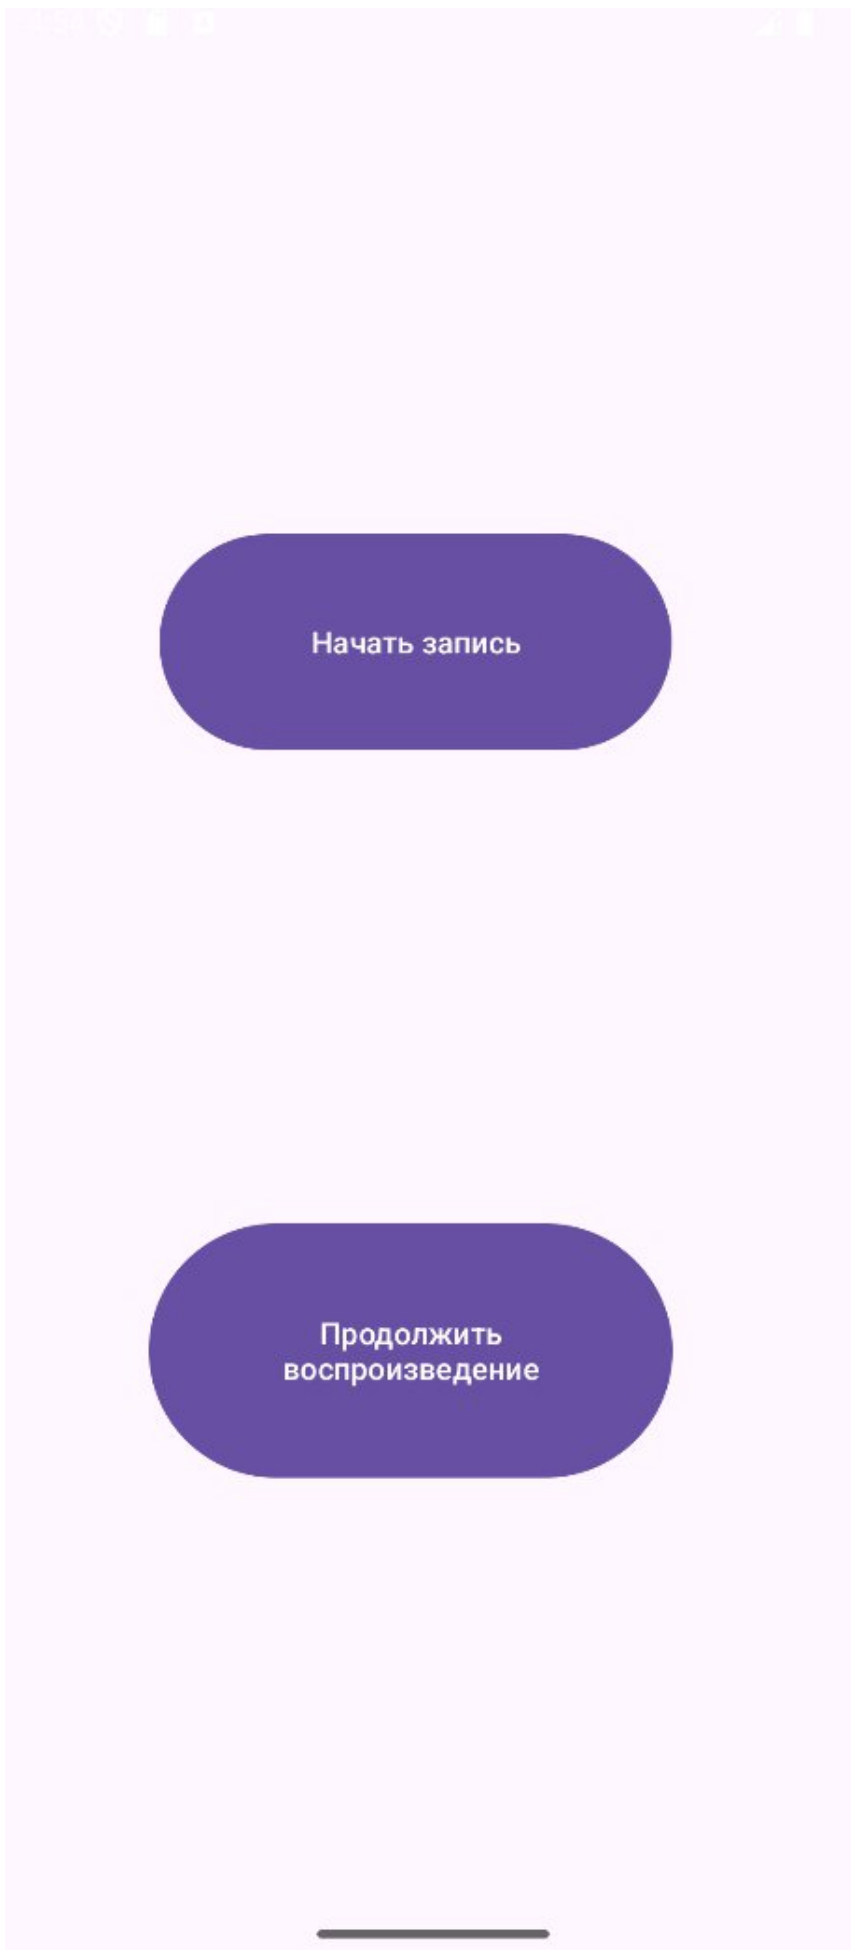 Начать запись
Продолжить
воспроизведение